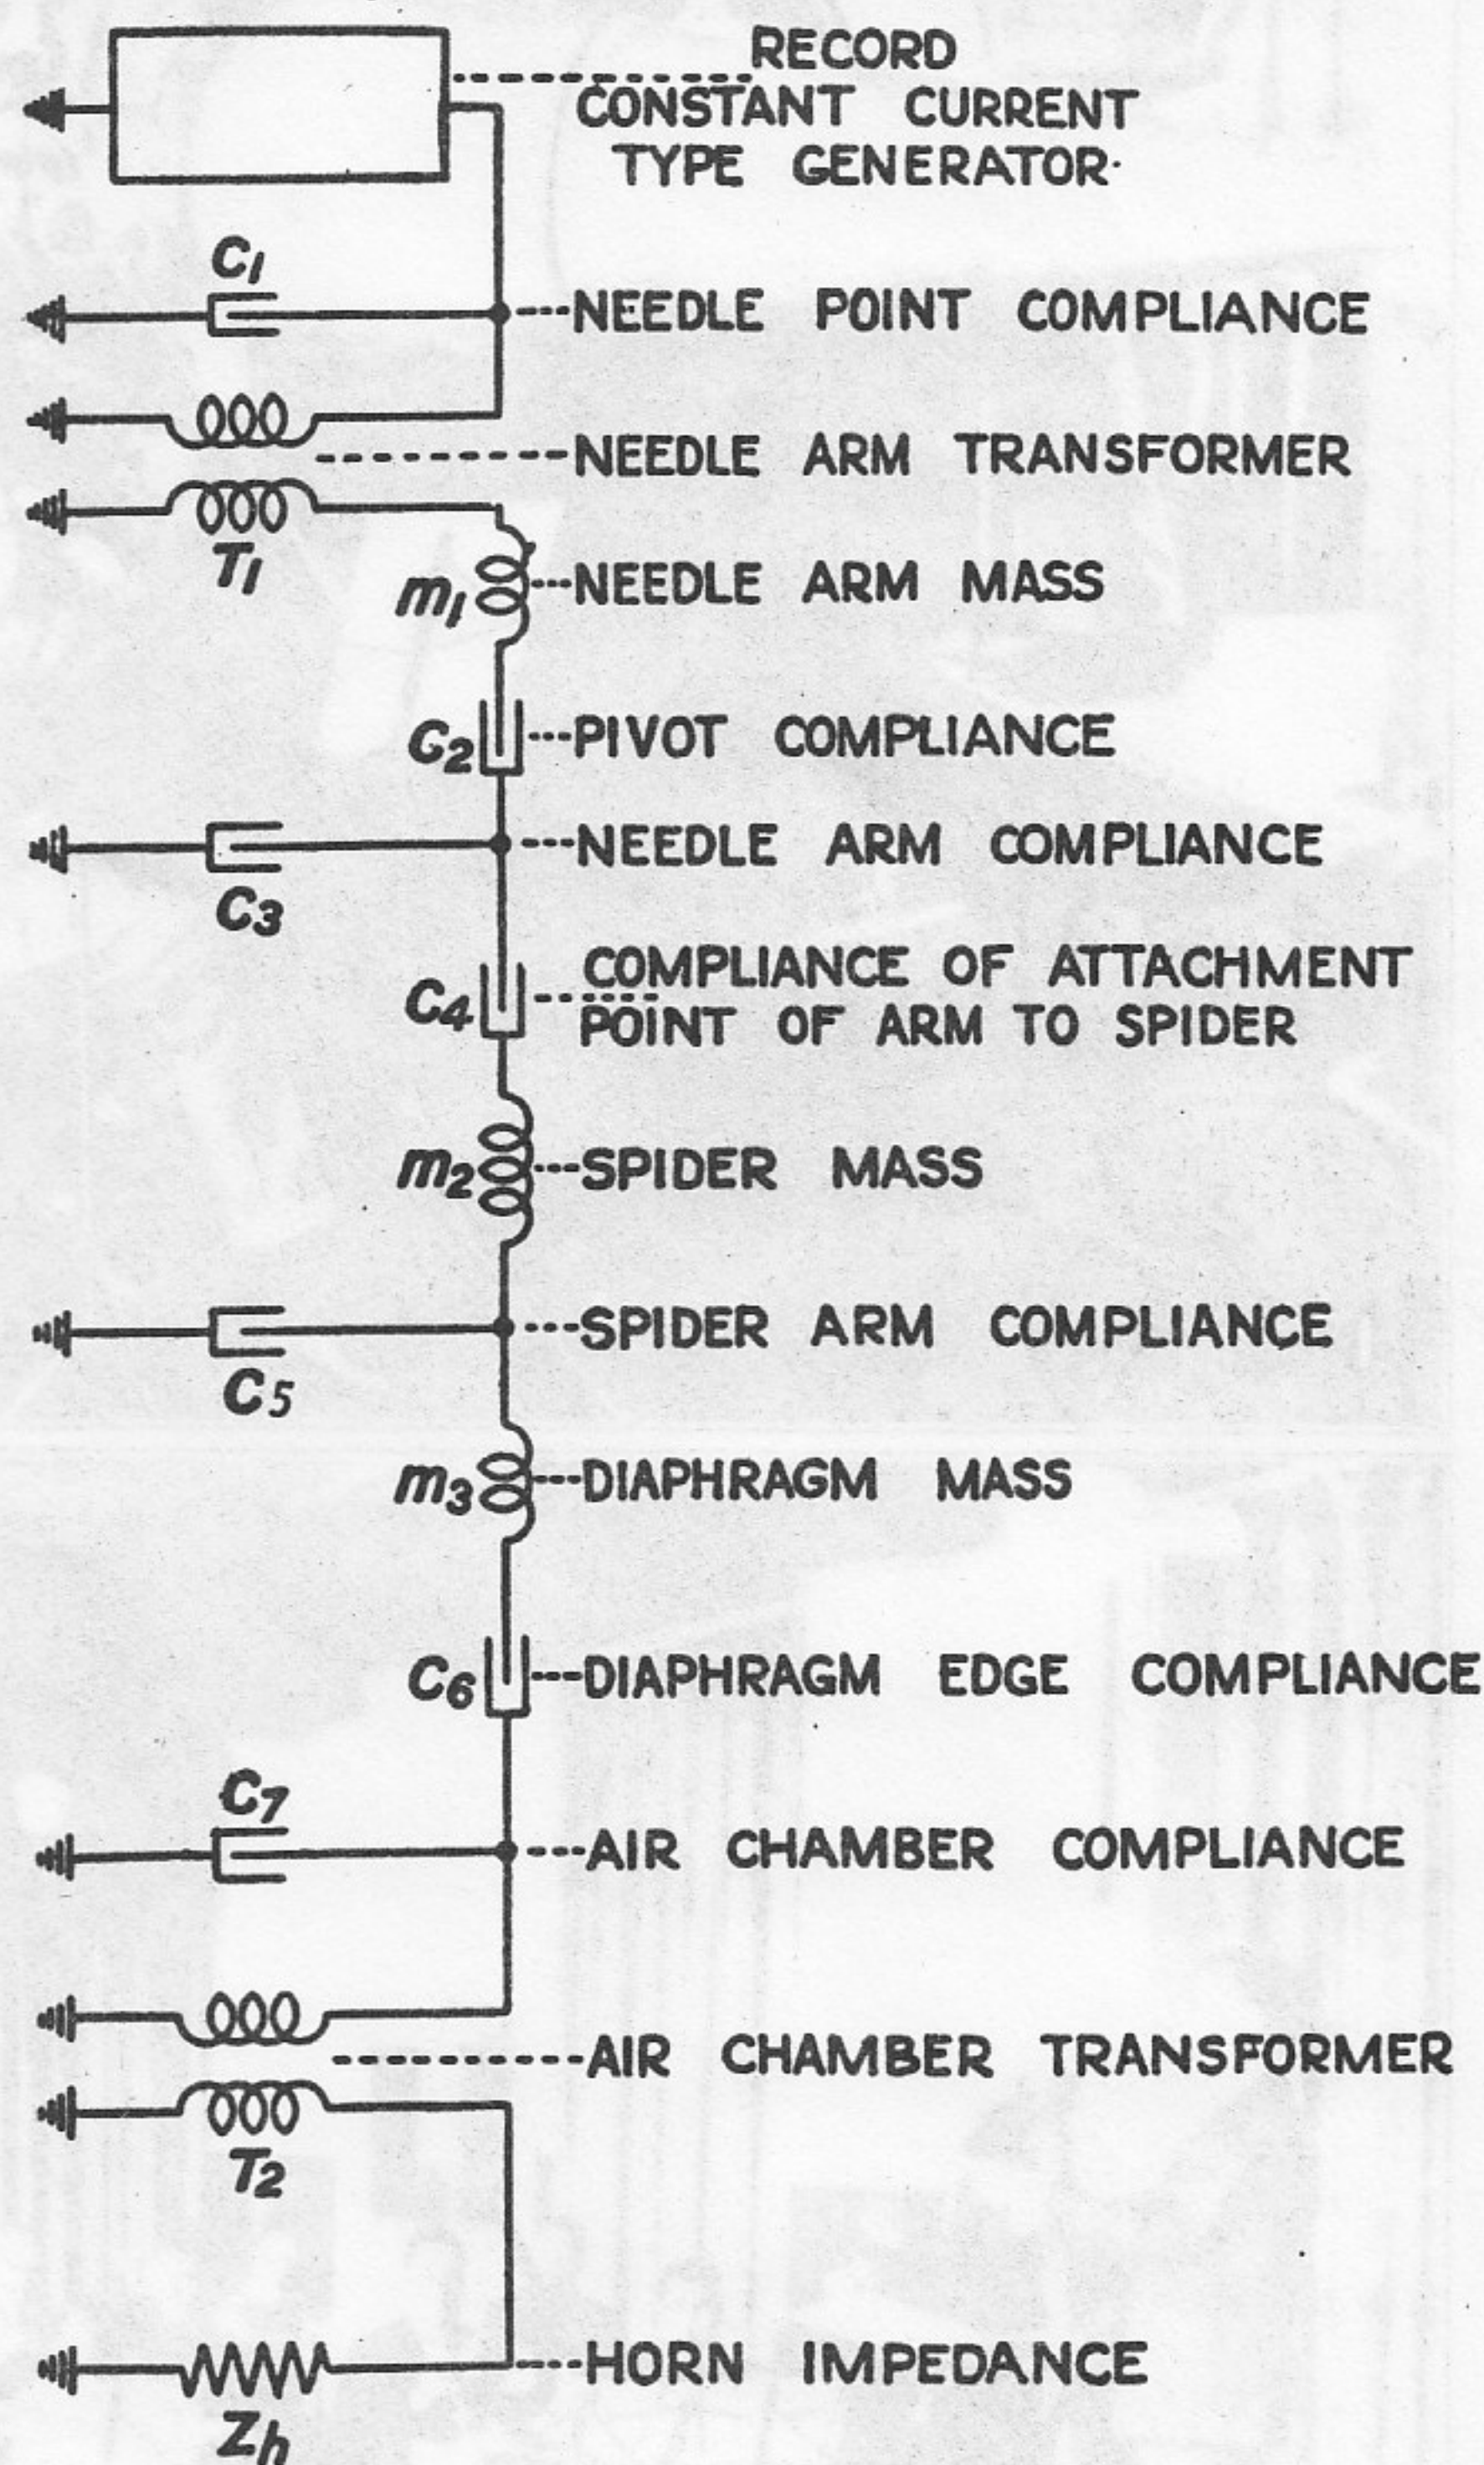 RECORD
CONSTANT CURRENT
TYPE GENERATOR.
C1
NEEDLE POINT COMPLIANCE
NEEDLE ARM TRANSFORMER
T1
m1
NEEDLE ARM MASS
C2
PIVOT COMPLIANCE
NEEDLE ARM COMPLIANCE
C3
COMPLIANCE OF ATTACHMENT
C4
POINT OF ARM TO SPIDER
m2
SPIDER MASS
SPIDER ARM COMPLIANCE
C5
m3
DIAPHRAGM MASS
C6
DIAPHRAGM EDGE COMPLIANCE
C7
AIR CHAMBER COMPLIANCE
AIR CHAMBER TRANSFORMER
T2
HORN IMPEDANCE
Zh